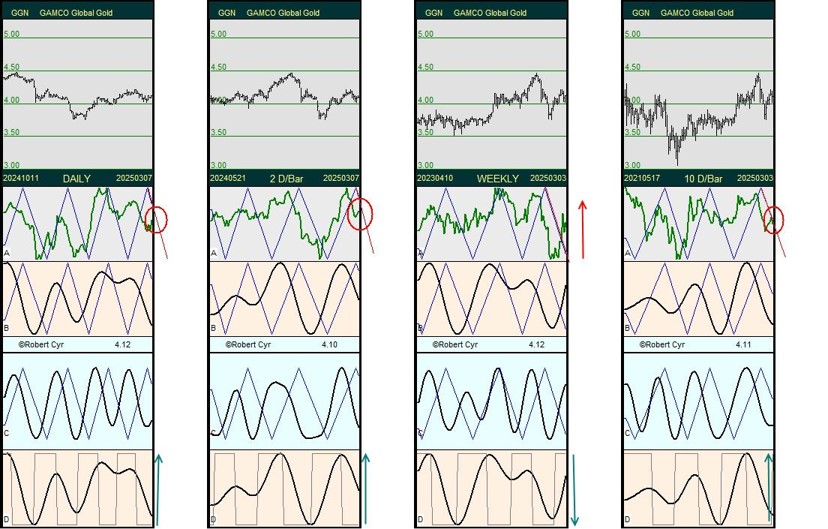 GGN GAMCO Global Gold
5.00
4.50
4.00
3.50
3.00
20241011 DAILY 20250307
A
B
©Robert Cyr 4.12
C
D
GGN GAMCO Global Gold
5.00
4.50
4.00
3.50
3.00
20240521 2 D/Bar 20250307
A
B
©Robert Cyr 4.10
C
D
GGN GAMCO Global Gold
5.00
4.50
4.00
3.50
3.00
20230410 WEEKLY 20250303
A
B
©Robert Cyr 4.12
C
D
GGN GAMCO Global Gold
5.00
4.50
4.00
3.50
3.00
20210517 10 D/Bar 20250303
A
B
©Robert Cyr 4.11
C
D